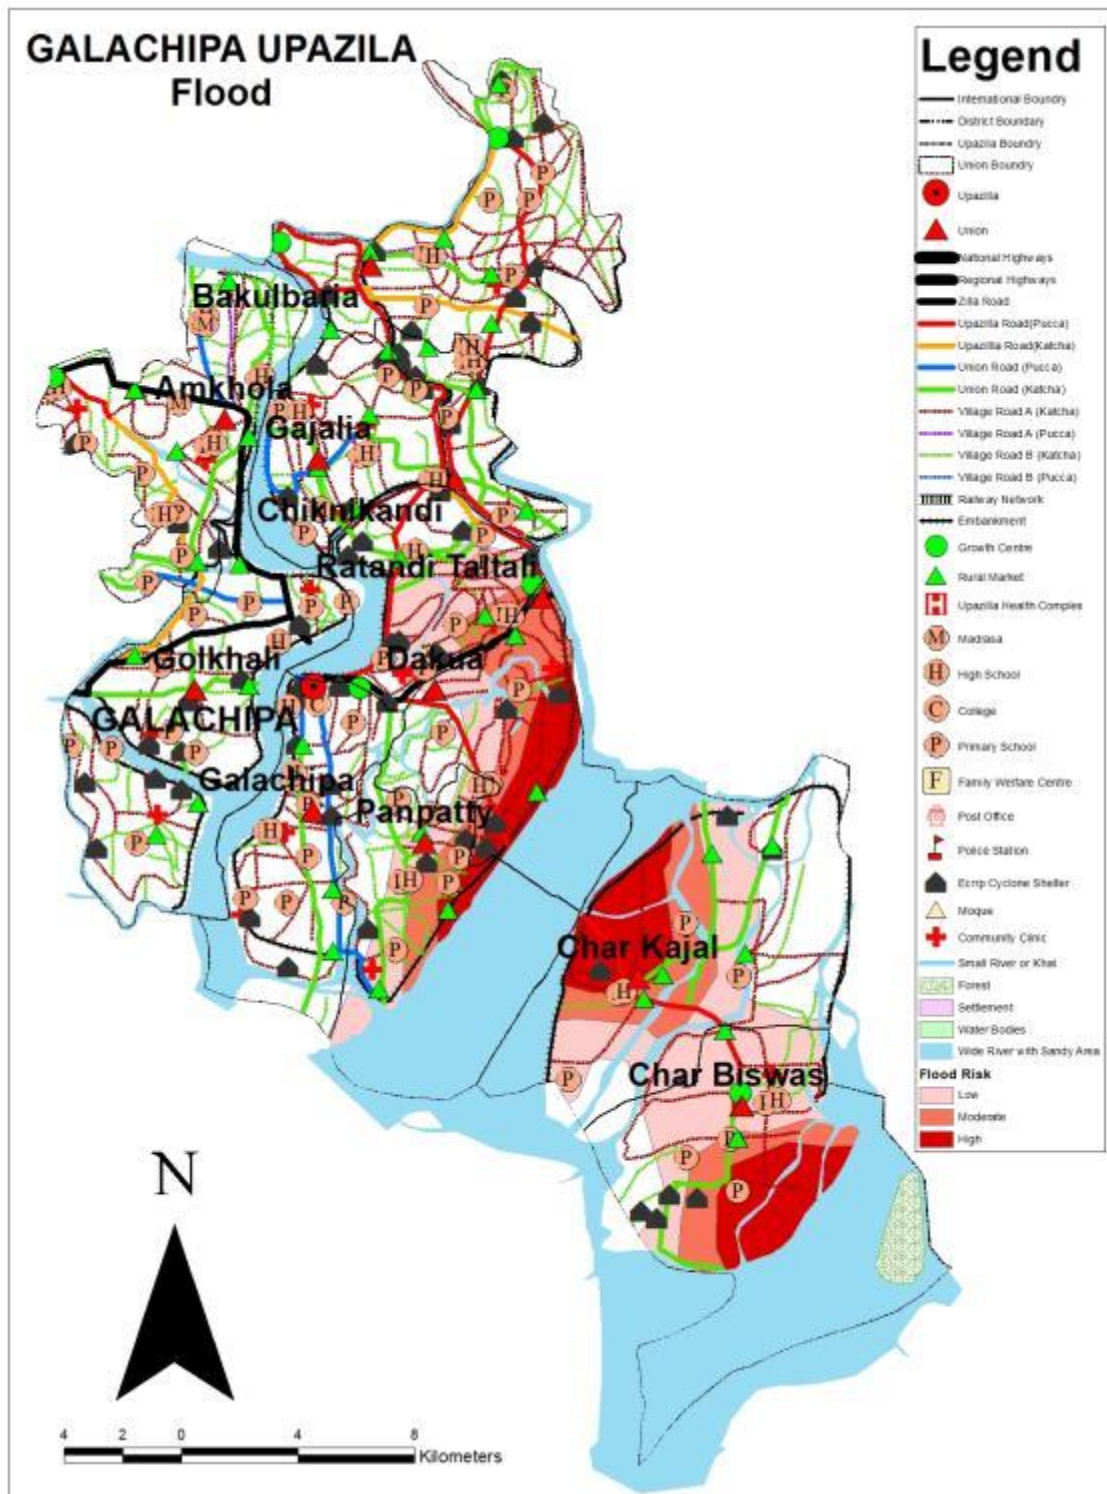 GALACHIPA UPAZILA
Flood
Bakulbaria
Amkhola
Gajalia
Chiknikandi
Ratandi Taltali
Golkhali
Dakua
GALACHIPA
Galachipa
Panpatty
Char Kajal
Char Biswas
N
4 2 0 4 8
Kilometers
Legend
International Boundry
District Boundary
Upazila Boundry
Union Boundry
Upazilla
Union
National Highways
Regional Highways
Zilla Road
Upazila Road(Pucca)
Upazilla Road(Katcha)
Union Road (Pucca)
Union Road (Katcha)
Village Road A (Katcha)
Village Road A (Pucca)
Village Road B (Katcha)
Village Road B (Pucca)
Railway Network
Embankment
Growth Centre
Rural Market
H Upazilla Health Complex
M Madrasa
H High School
C College
P Primary School
F Family Welfare Centre
Post Office
Police Station
Ecrrp Cyclone Shelter
Moque
Community Clinic
Small River or Khal
Forest
Settlement
Water Bodies
Wide River with Sandy Area
Flood Risk
Low
Moderate
High